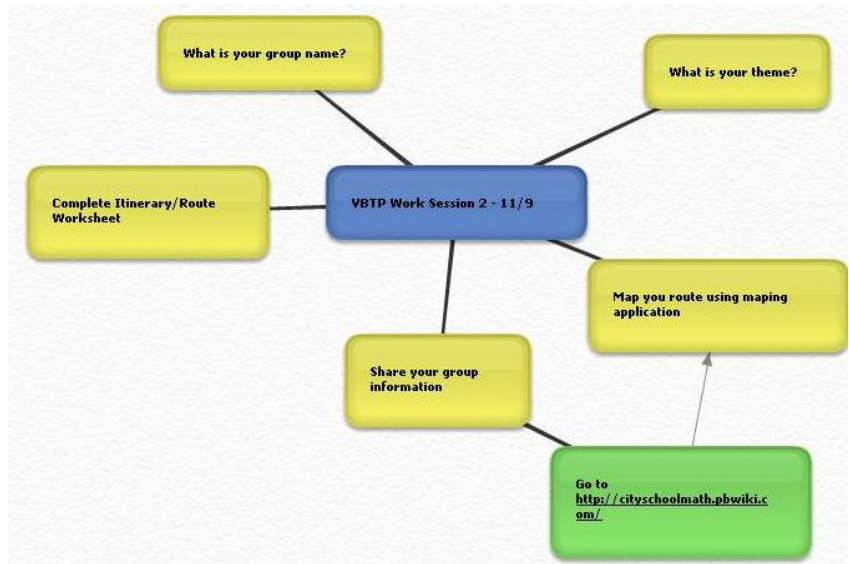 What is your group name?
What is your theme?
YBTP Work Session 2 - 11/9
Complete Itinerary/Route
Worksheet
Map you route using maping
application
Share your group
information
Go to
http://cityschoolmath.pbwiki.c
om/